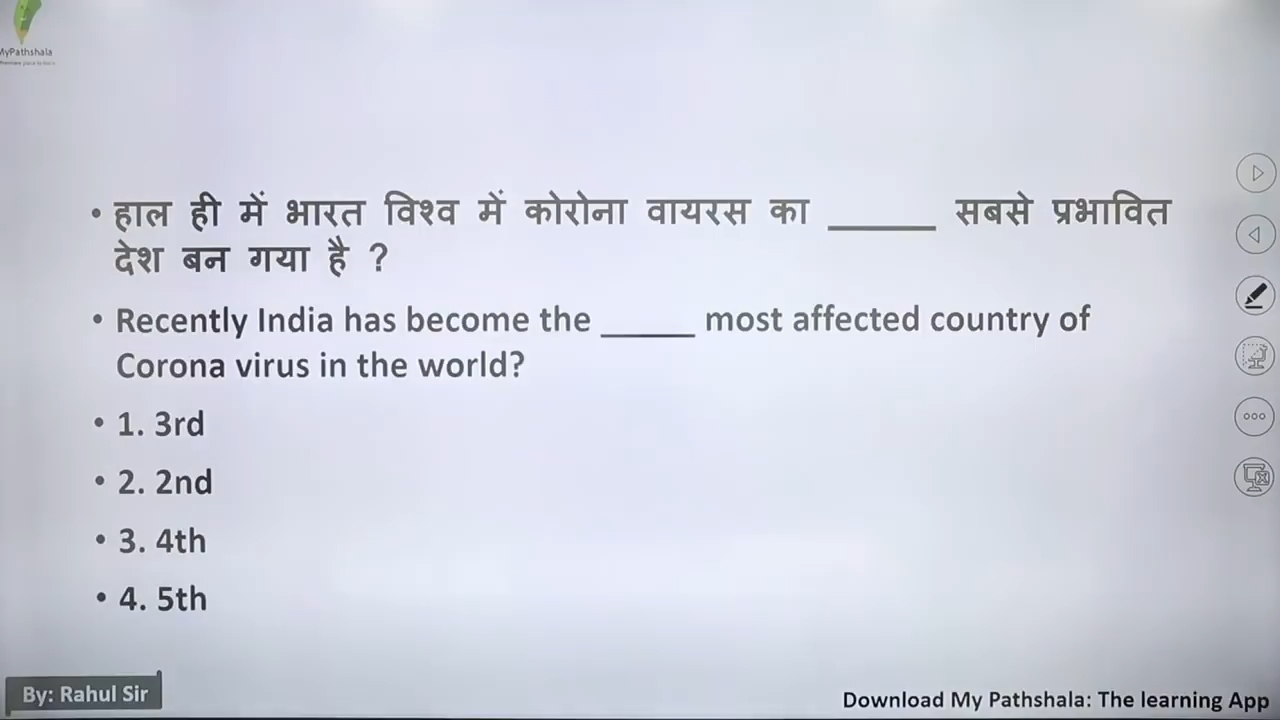 MyPathshala
• हाल ही में भारत विश्व में कोरोना वायरस का ______ सबसे प्रभावित
देश बन गया है ?
• Recently India has become the _____ most affected country of
Corona virus in the world?
• 1. 3rd
• 2. 2nd
• 3. 4th
• 4. 5th
By: Rahul Sir
Download My Pathshala: The learning App